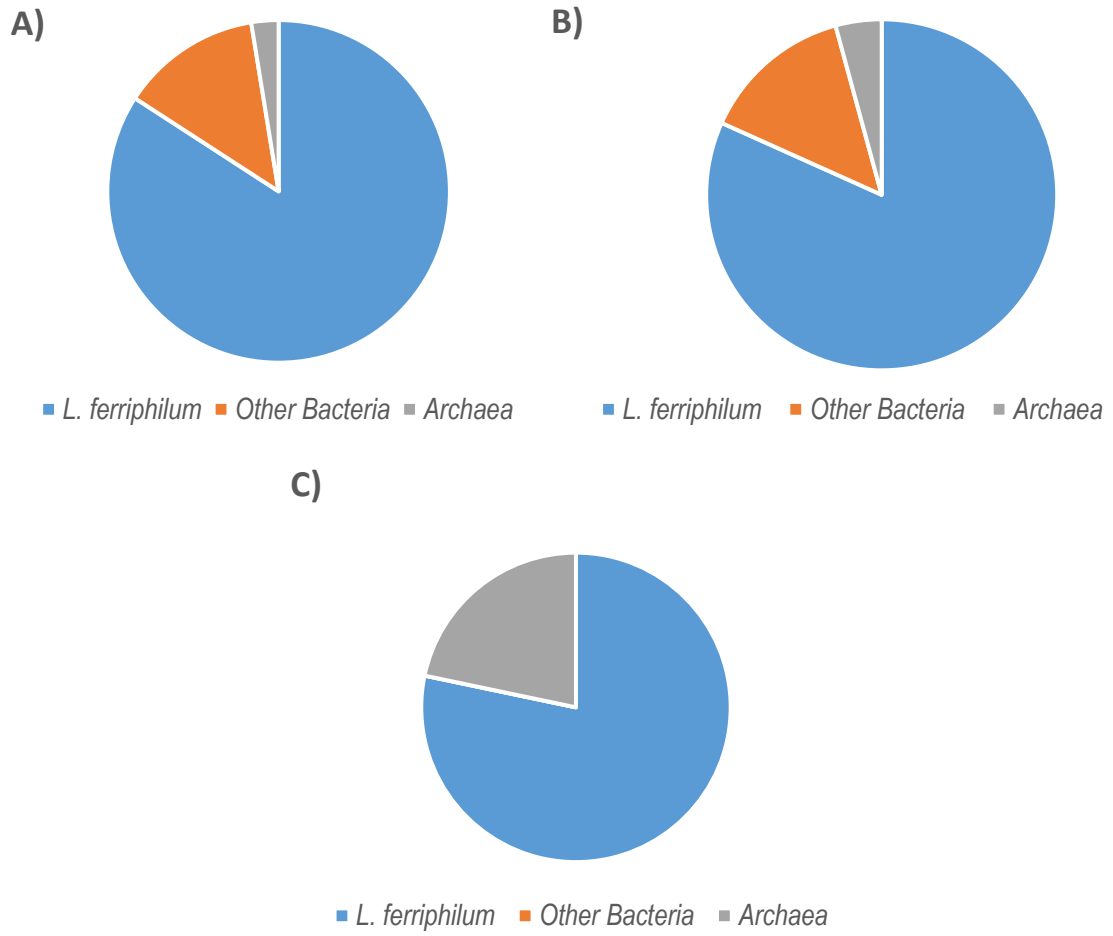 A)
B)
L. ferriphilum Other Bacteria Archaea
L. ferriphilum Other Bacteria Archaea
C)
L. ferriphilum Other Bacteria Archaea